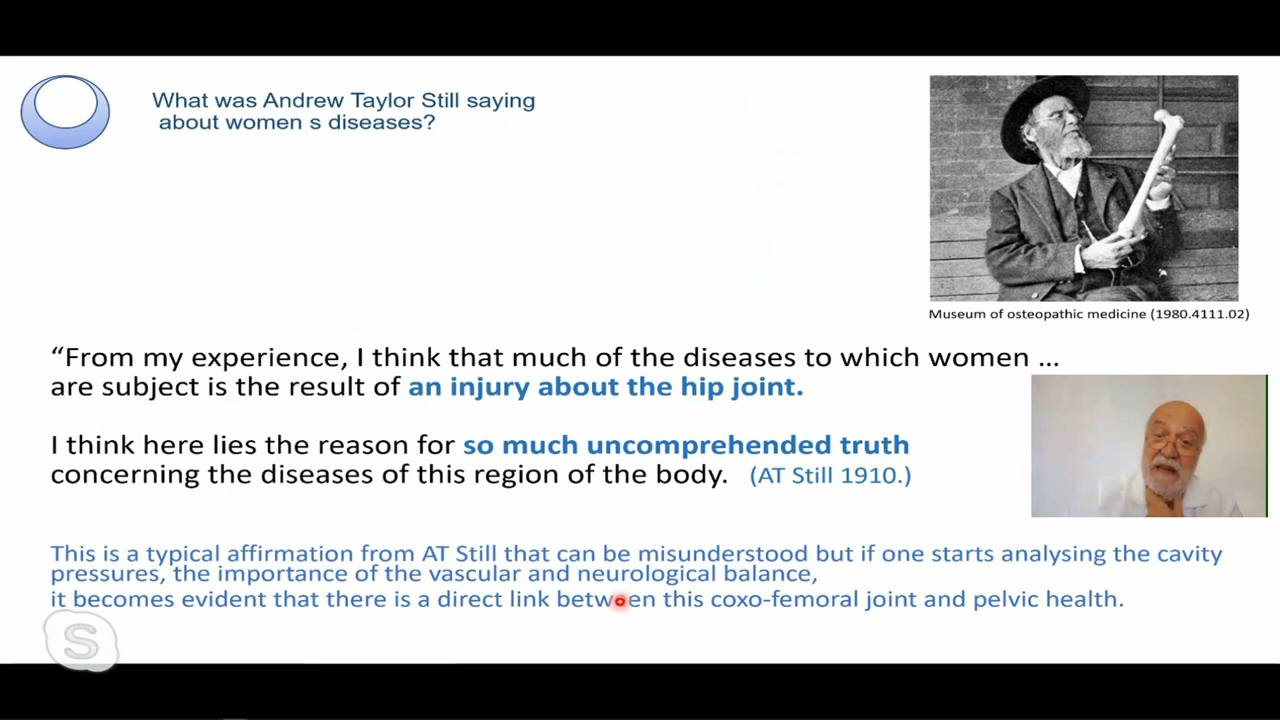 What was Andrew Taylor Still saying
about women s diseases?
Museum of osteopathic medicine (1980.4111.02)
“From my experience, I think that much of the diseases to which women ...
are subject is the result of an injury about the hip joint.
I think here lies the reason for so much uncomprehended truth
concerning the diseases of this region of the body. (AT Still 1910.)
This is a typical affirmation from AT Still that can be misunderstood but if one starts analysing the cavity
pressures, the importance of the vascular and neurological balance,
it becomes evident that there is a direct link between this coxo-femoral joint and pelvic health.
S